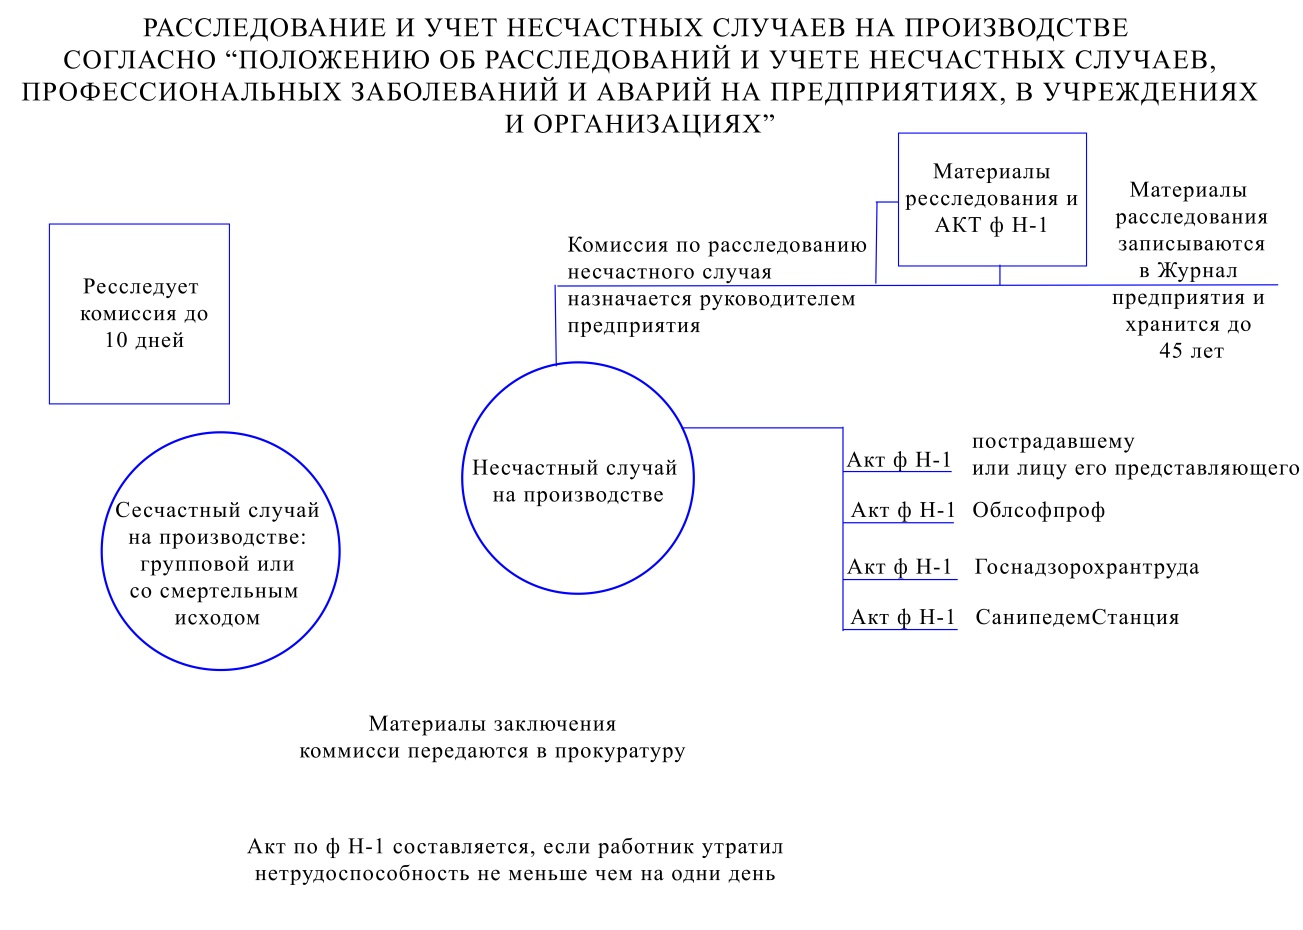 РАССЛЕДОВАНИЕ И УЧЕТ НЕСЧАСТНЫХ СЛУЧАЕВ НА ПРОИЗВОДСТВЕ
СОГЛАСНО “ПОЛОЖЕНИЮ ОБ РАССЛЕДОВАНИЙ И УЧЕТЕ НЕСЧАСТНЫХ СЛУЧАЕВ,
ПРОФЕССИОНАЛЬНЫХ ЗАБОЛЕВАНИЙ И АВАРИЙ НА ПРЕДПРИЯТИЯХ, В УЧРЕЖДЕНИЯХ
И ОРГАНИЗАЦИЯХ”
Ресследует
комиссия до
10 дней
Комиссия по расследованию
несчастного случая
назначается руководителем
предприятия
Материалы
ресследования и
АКТ ф Н-1
Материалы
расследования
записываются
в Журнал
предприятия и
хранится до
45 лет
Сесчастный случай
на производстве:
групповой или
со смертельным
исходом
Несчастный случай
на производстве
Акт ф Н-1
пострадавшему
или лицу его представляющего
Акт ф Н-1 Облсофпроф
Акт ф Н-1 Госнадзорохрантруда
Акт ф Н-1 СанипедемСтанция
Материалы заключения
коммисси передаются в прокуратуру
Акт по ф Н-1 составляется, если работник утратил
нетрудоспособность не меньше чем на одни день